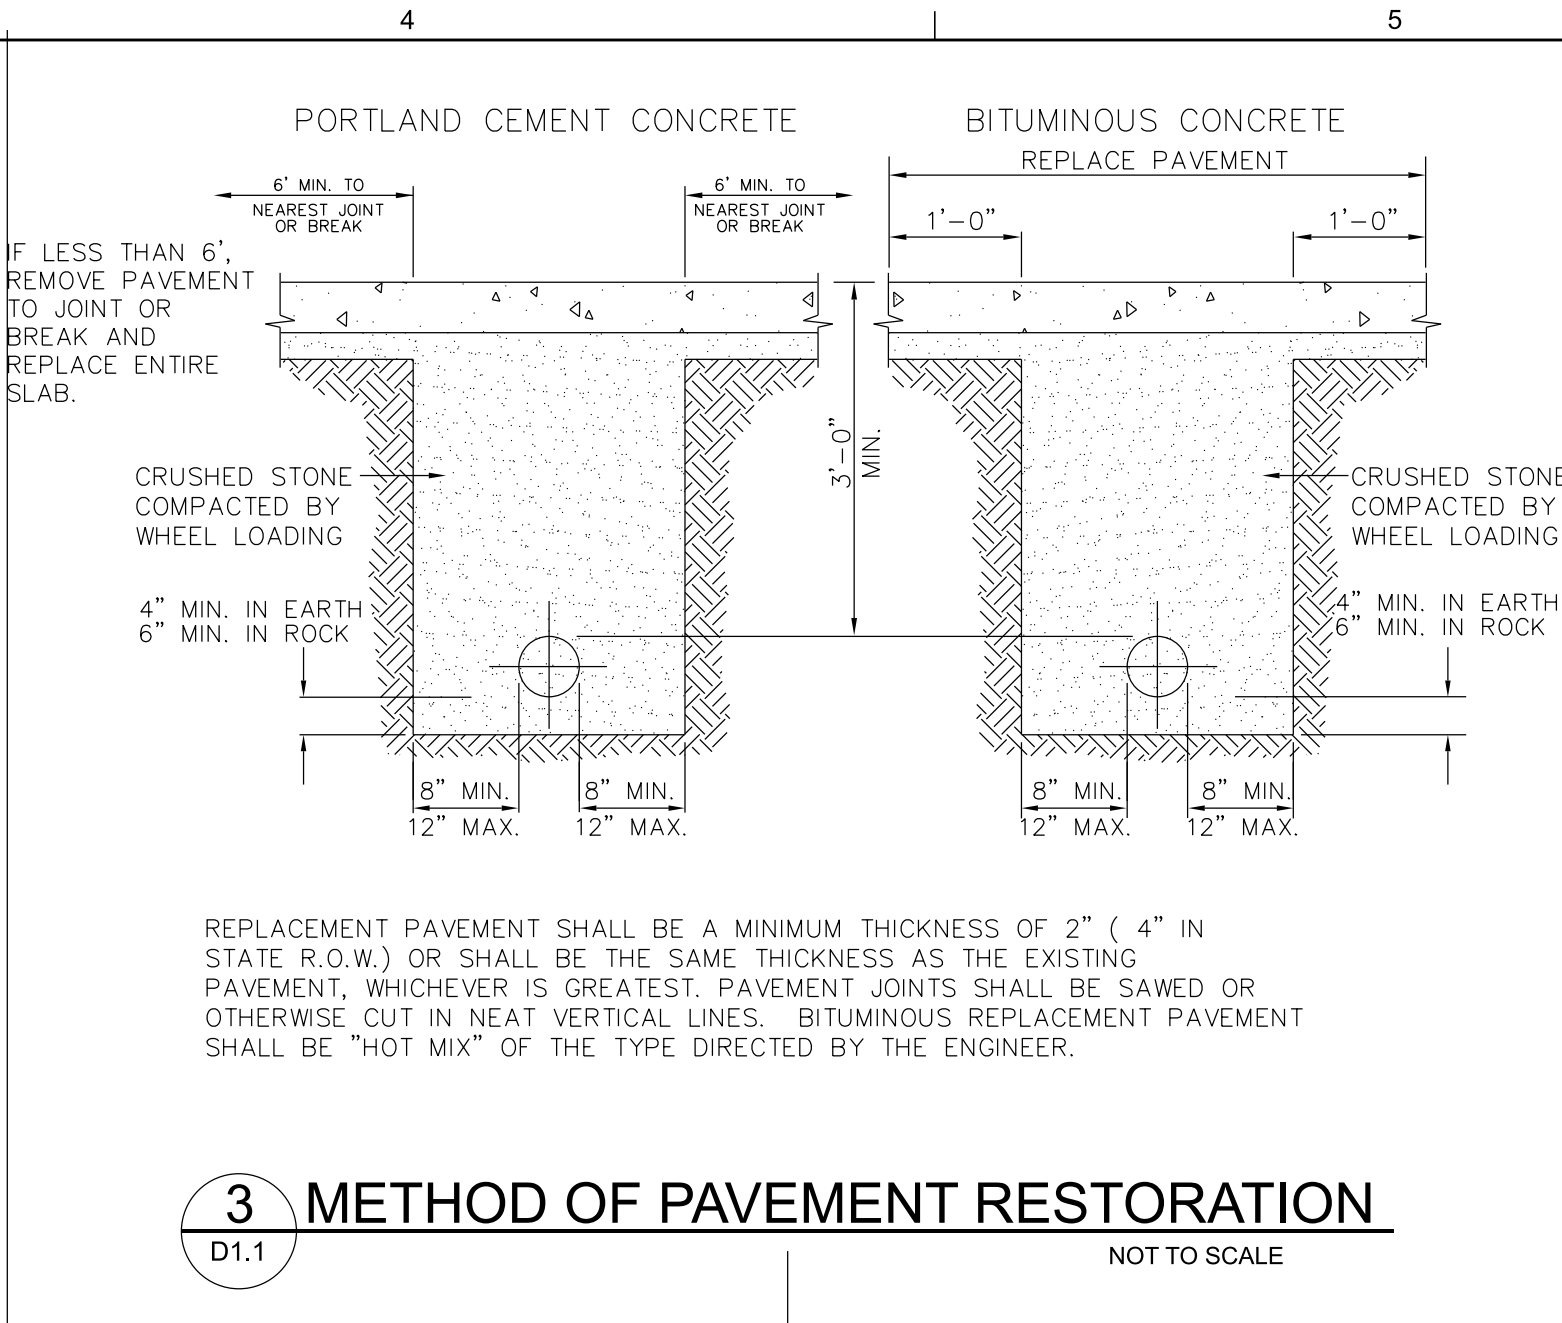 4
5
PORTLAND CEMENT CONCRETE
6' MIN. TO
NEAREST JOINT
OR BREAK
6' MIN. TO
NEAREST JOINT
OR BREAK
IF LESS THAN 6',
REMOVE PAVEMENT
TO JOINT OR
BREAK AND
REPLACE ENTIRE
SLAB.
CRUSHED STONE
COMPACTED BY
WHEEL LOADING
4" MIN. IN EARTH
6" MIN. IN ROCK
8" MIN.
12" MAX.
8" MIN.
12" MAX.
3'-0"
MIN.
BITUMINOUS CONCRETE
REPLACE PAVEMENT
1'-0"
1'-0"
CRUSHED STONE
COMPACTED BY
WHEEL LOADING
4" MIN. IN EARTH
6" MIN. IN ROCK
8" MIN.
12" MAX.
8" MIN.
12" MAX.
REPLACEMENT PAVEMENT SHALL BE A MINIMUM THICKNESS OF 2" ( 4" IN
STATE R.O.W.) OR SHALL BE THE SAME THICKNESS AS THE EXISTING
PAVEMENT, WHICHEVER IS GREATEST. PAVEMENT JOINTS SHALL BE SAWED OR
OTHERWISE CUT IN NEAT VERTICAL LINES. BITUMINOUS REPLACEMENT PAVEMENT
SHALL BE "HOT MIX" OF THE TYPE DIRECTED BY THE ENGINEER.
3
D1.1
METHOD OF PAVEMENT RESTORATION
NOT TO SCALE